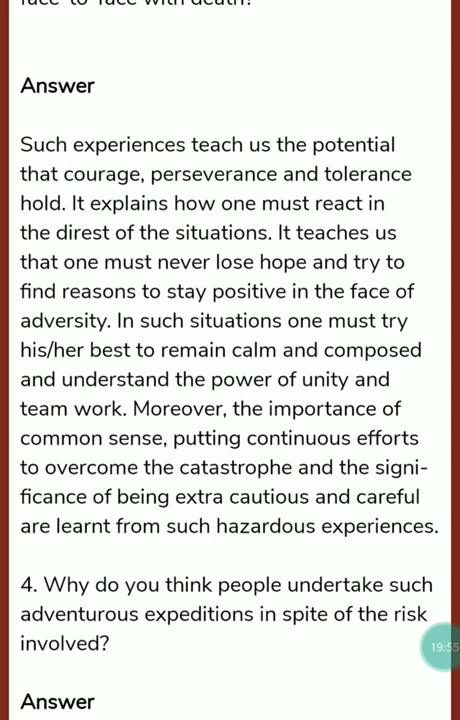 face-to-face with death?
Answer
Such experiences teach us the potential
that courage, perseverance and tolerance
hold. It explains how one must react in
the direst of the situations. It teaches us
that one must never lose hope and try to
find reasons to stay positive in the face of
adversity. In such situations one must try
his/her best to remain calm and composed
and understand the power of unity and
team work. Moreover, the importance of
common sense, putting continuous efforts
to overcome the catastrophe and the signi-
ficance of being extra cautious and careful
are learnt from such hazardous experiences.
4. Why do you think people undertake such
adventurous expeditions in spite of the risk
involved?
19:55
Answer